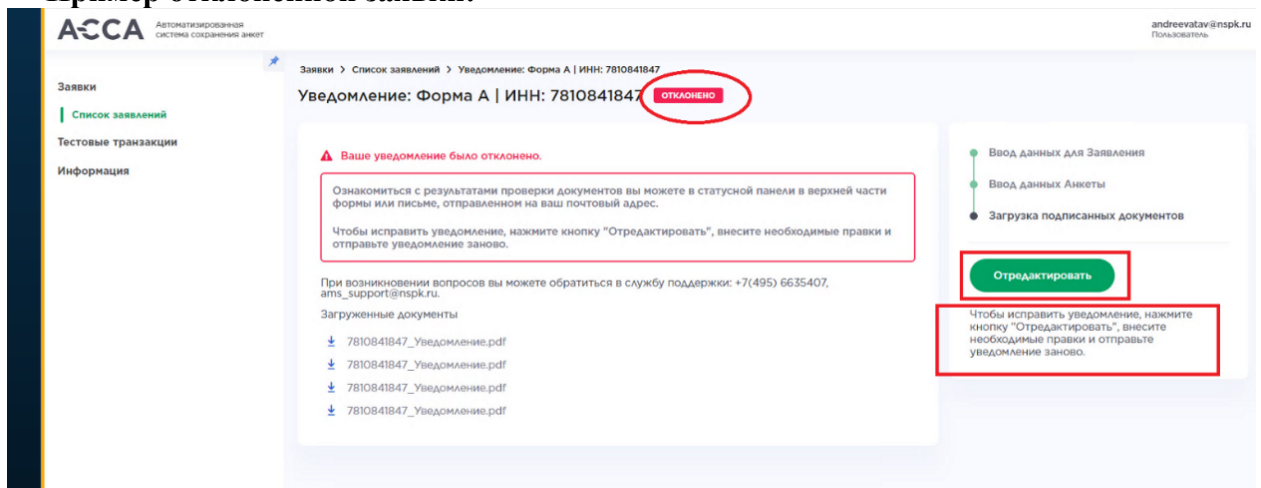 Пример отклоненной заявки:
АССА
Автоматизированная
система сохранения анкет
andreevatav@nspk.ru
Пользователь
Заявки > Список заявлений > Уведомление: Форма А | ИНН: 7810841847
Уведомление: Форма А | ИНН: 7810841847 ОТКЛОНЕНО
Заявки
Список заявлений
Тестовые транзакции
Информация
Ваше уведомление было отклонено.
Ознакомиться с результатами проверки документов вы можете в статусной панели в верхней части
формы или письме, отправленном на ваш почтовый адрес.
Чтобы исправить уведомление, нажмите кнопку "Отредактировать", внесите необходимые правки и
отправьте уведомление заново.
При возникновении вопросов вы можете обратиться в службу поддержки: +7(495) 6635407,
ams_support@nspk.ru.
Загруженные документы
7810841847_Уведомление.pdf
7810841847_Уведомление.pdf
7810841847_Уведомление.pdf
7810841847_Уведомление.pdf
Ввод данных для Заявления
Ввод данных Анкеты
Загрузка подписанных документов
Отредактировать
Чтобы исправить уведомление, нажмите
кнопку "Отредактировать", внесите
необходимые правки и отправьте
уведомление заново.